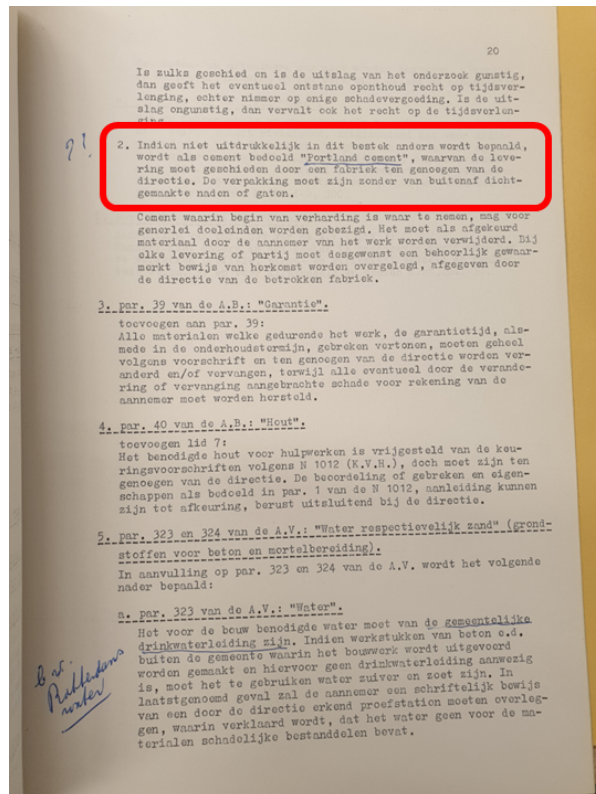 20
Is zulks geschied en is de uitslag van het onderzoek gunstig,
dan geeft het eventueel ontstane oponthoud recht op tijdsver-
lenging, echter nimmer op enige schadevergoeding. Is de uit-
slag ongunstig, dan vervalt ook het recht op de tijdsverlen-
ging.
?!
2. Indien niet uitdrukkelijk in dit bestek anders wordt bepaald,
wordt als cement bedoeld "Portland cement", waarvan de leve-
ring moet geschieden door een fabriek ten genoegen van de
directie. De verpakking moet zijn zonder van buitenaf dicht-
gemaakte naden of gaten.
Cement waarin begin van verharding is waar te nemen, mag voor
generlei doeleinden worden gebezigd. Het moet als afgekeurd
materiaal door de aannemer van het werk worden verwijderd. Bij
elke levering of partij moet desgewenst een behoorlijk gewaar-
merkt bewijs van herkomst worden overgelegd, afgegeven door
de directie van de betrokken fabriek.
3. par. 39 van de A.B.: "Garantie".
toevoegen aan par. 39:
Alle materialen welke gedurende het werk, de garantietijd, als-
mede in de onderhoudstermijn, gebreken vertonen, moeten geheel
volgens voorschrift en ten genoegen van de directie worden ver-
anderd en/of vervangen, terwijl alle eventueel door de verande-
ring of vervanging aangebrachte schade voor rekening van de
aannemer moet worden hersteld.
4. par. 40 van de A.B.: "Hout".
toevoegen lid 7:
Het benodigde hout voor hulpwerken is vrijgesteld van de keu-
ringsvoorschriften volgens N 1012 (K.V.H.), doch moet zijn ten
genoegen van de directie. De beoordeling of gebreken en eigen-
schappen als bedoeld in par. 1 van de N 1012, aanleiding kunnen
zijn tot afkeuring, berust uitsluitend bij de directie.
5. par. 323 en 324 van de A.V.: "Water respectievelijk zand" (grond-
stoffen voor beton en mortelbereiding).
In aanvulling op par. 323 en 324 van de A.V. wordt het volgende
nader bepaald:
a. par. 323 van de A.V.: "Water".
Het voor de bouw benodigde water moet van de gemeentelijke
drinkwaterleiding zijn. Indien werkstukken van beton e.d.
buiten de gemeente waarin het bouwwerk wordt uitgevoerd
worden gemaakt en hiervoor geen drinkwaterleiding aanwezig
is, moet het te gebruiken water zuiver en zoet zijn. In
laatstgenoemd geval zal de aannemer een schriftelijk bewijs
van een door de directie erkend proefstation moeten overleg-
gen, waarin verklaard wordt, dat het water geen voor de ma-
terialen schadelijke bestanddelen bevat.
Rotterdams
water